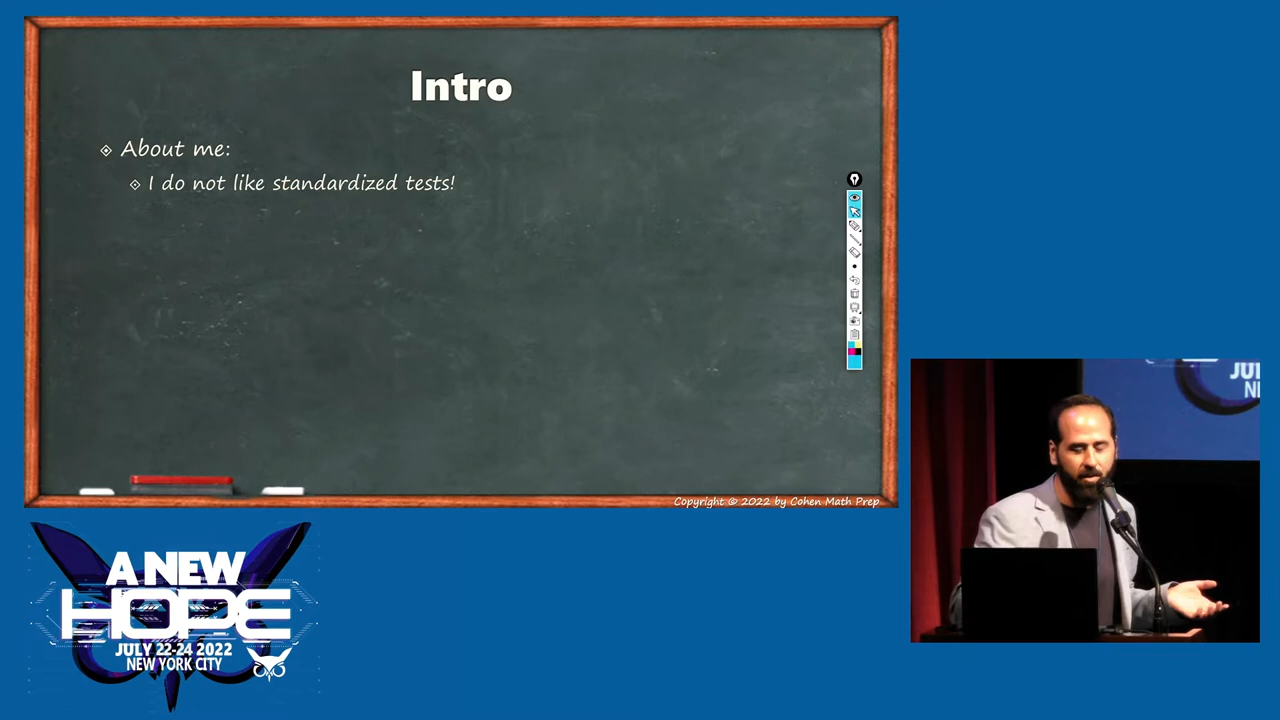 Intro
About me:
I do not like standardized tests!
Copyright © 2022 by Cohen Math Prep
A NEW
HOPE
JULY 22-24 2022
NEW YORK CITY